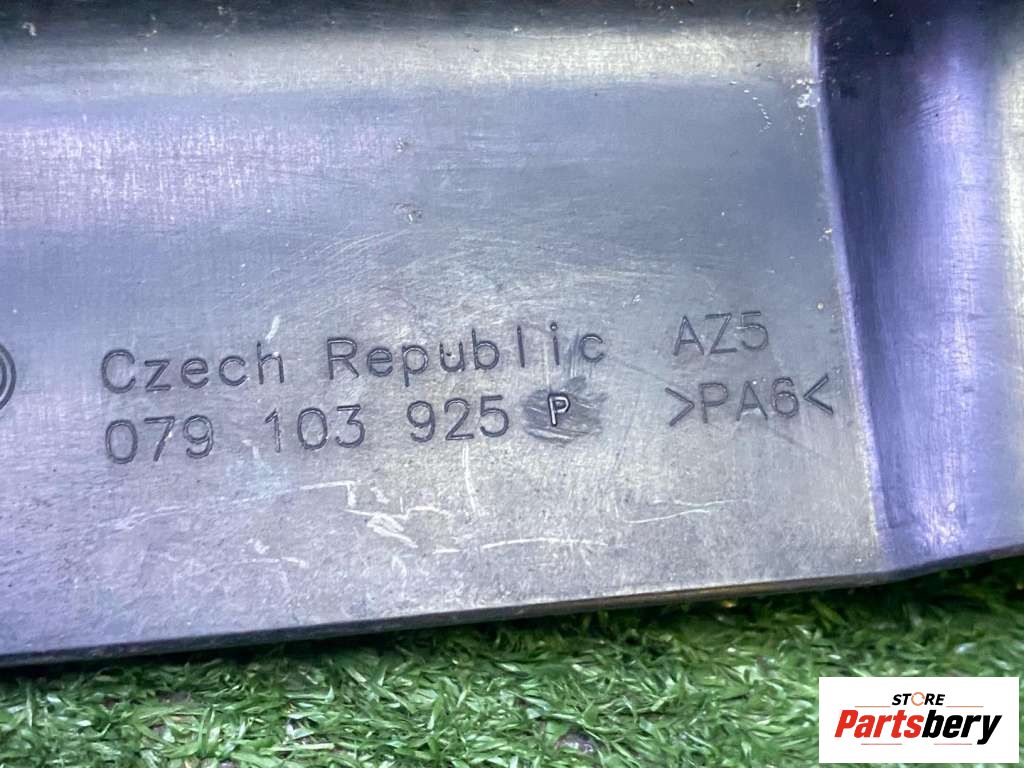 Czech Republic AZ5
079 103 925 P >PA6<
STORE
Partsbery